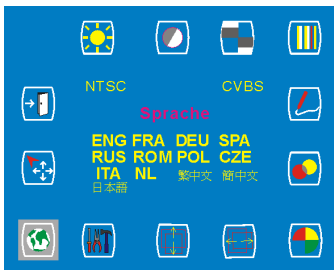 NTSC CVBS
Sprache
ENG FRA DEU SPA
RUS ROM POL CZE
ITA NL 繁中文 簡中文
日本語